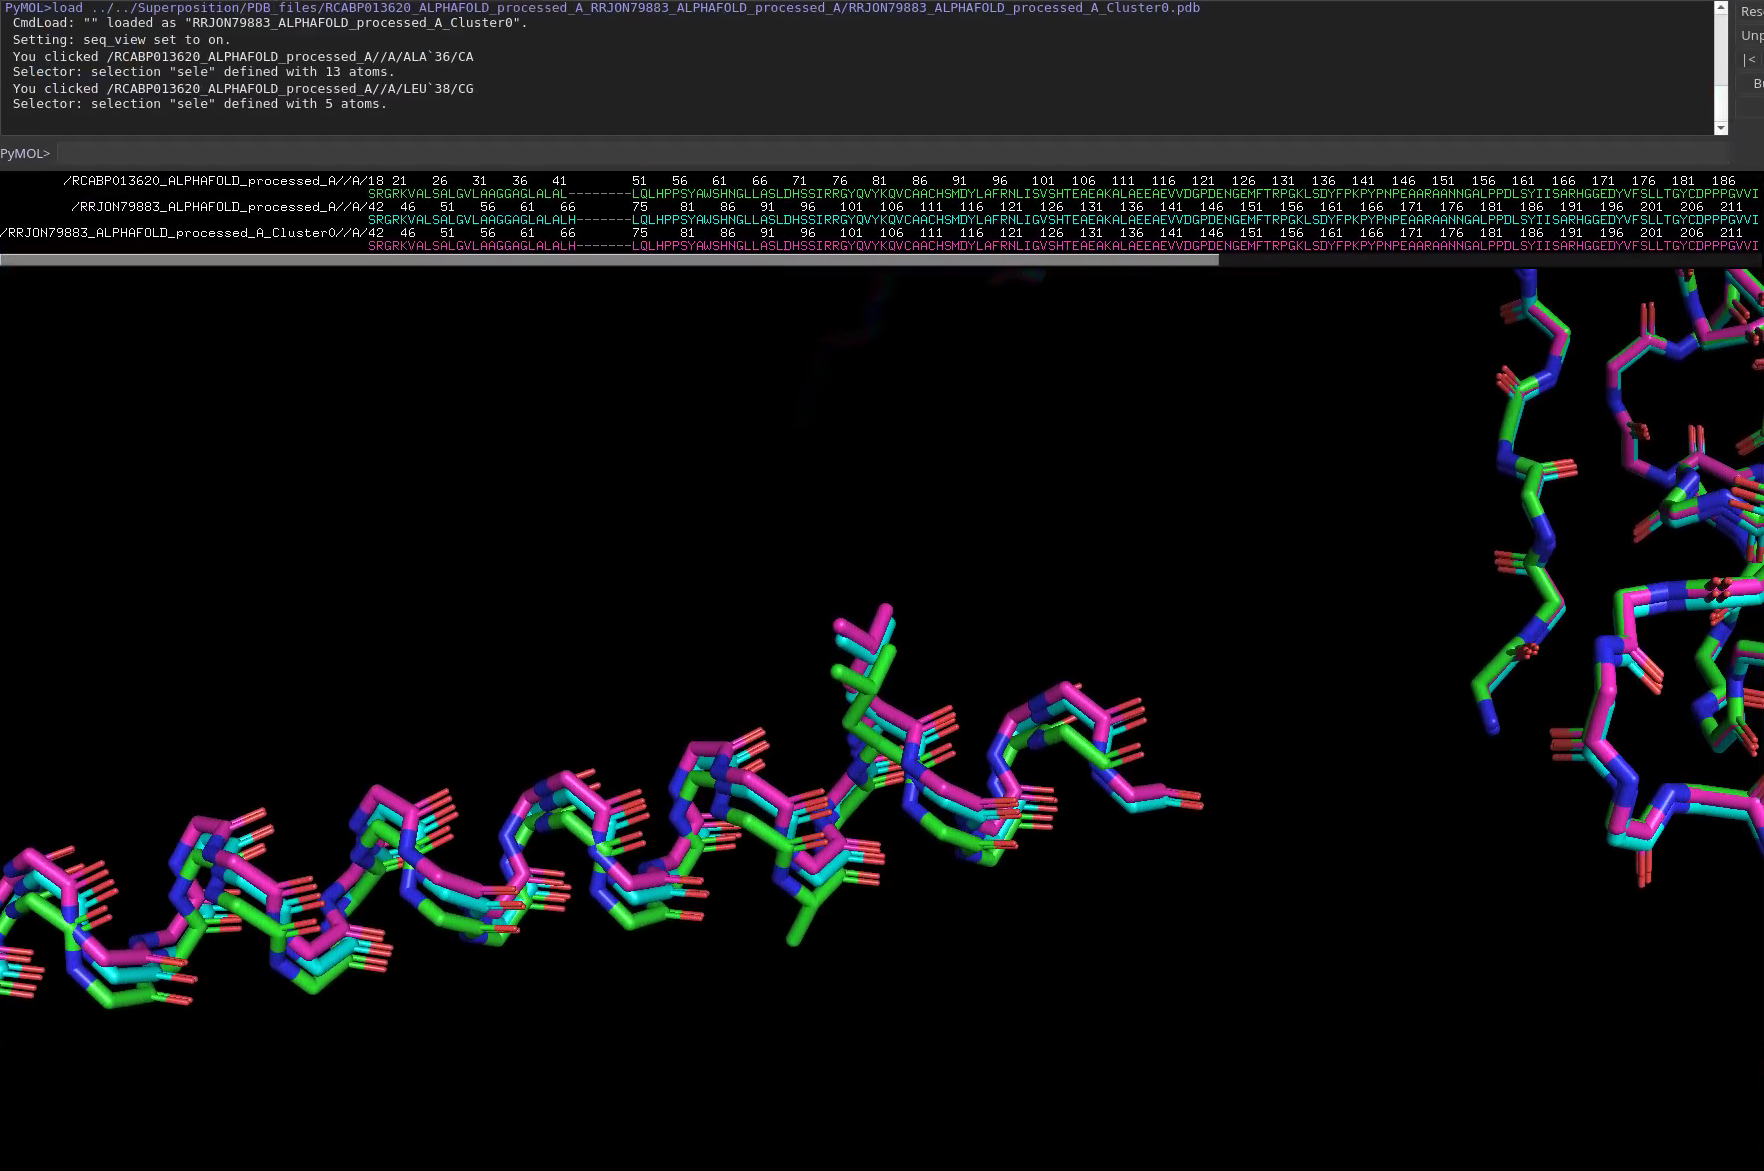 PyMOL>load ../../Superposition/PDB_files/RCABP013620_ALPHAFOLD_processed_A_RRJON79883_ALPHAFOLD_processed_A/RRJON79883_ALPHAFOLD_processed_A_Cluster0.pdb
CmdLoad: "" loaded as "RRJON79883_ALPHAFOLD_processed_A_Cluster0".
Setting: seq_view set to on.
You clicked /RCABP013620_ALPHAFOLD_processed_A//A/ALA`36/CA
Selector: selection "sele" defined with 13 atoms.
You clicked /RCABP013620_ALPHAFOLD_processed_A//A/LEU`38/CG
Selector: selection "sele" defined with 5 atoms.
Res
Unp
|<
Bu
PyMOL>
/RCABP013620_ALPHAFOLD_processed_A//A/ 18 21 26 31 36 41 51 56 61 66 71 76 81 86 91 96 101 106 111 116 121 126 131 136 141 146 151 156 161 166 171 176 181 186
SRGRKVALSALGVLAAGGAGLALAL--------LQLHPPSYAWSHNGLLASLDHSSIRRGYQVYKQVCAACHSMDYLAFRNLISVSHTEAEAKALAEEAEVVDGPDENGEMFTRPGKLSDYFPKPYPNPEAARAANNGALPPDLSYIISARHGGEDYVFSLLTGYCDPPPGVVI
/RRJON79883_ALPHAFOLD_processed_A//A/ 42 46 51 56 61 66 75 81 86 91 96 101 106 111 116 121 126 131 136 141 146 151 156 161 166 171 176 181 186 191 196 201 206 211
SRGRKVALSALGVLAAGGAGLALALH-------LQLHPPSYAWSHNGLLASLDHSSIRRGYQVYKQVCAACHSMDYLAFRNLIGVSHTEAEAKALAEEAEVVDGPDENGEMFTRPGKLSDYFPKPYPNPEAARAANNGALPPDLSYIISARHGGEDYVFSLLTGYCDPPPGVVI
/RRJON79883_ALPHAFOLD_processed_A_Cluster0//A/ 42 46 51 56 61 66 75 81 86 91 96 101 106 111 116 121 126 131 136 141 146 151 156 161 166 171 176 181 186 191 196 201 206 211
SRGRKVALSALGVLAAGGAGLALALH-------LQLHPPSYAWSHNGLLASLDHSSIRRGYQVYKQVCAACHSMDYLAFRNLIGVSHTEAEAKALAEEAEVVDGPDENGEMFTRPGKLSDYFPKPYPNPEAARAANNGALPPDLSYIISARHGGEDYVFSLLTGYCDPPPGVVI